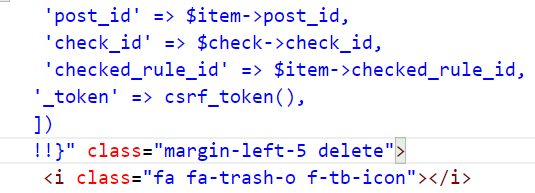 'post_id' => $item->post_id,
'check_id' => $check->check_id,
'checked_rule_id' => $item->checked_rule_id,
'_token' => csrf_token(),
])
!!}" class="margin-left-5 delete">
<i class="fa fa-trash-o f-tb-icon"></i>